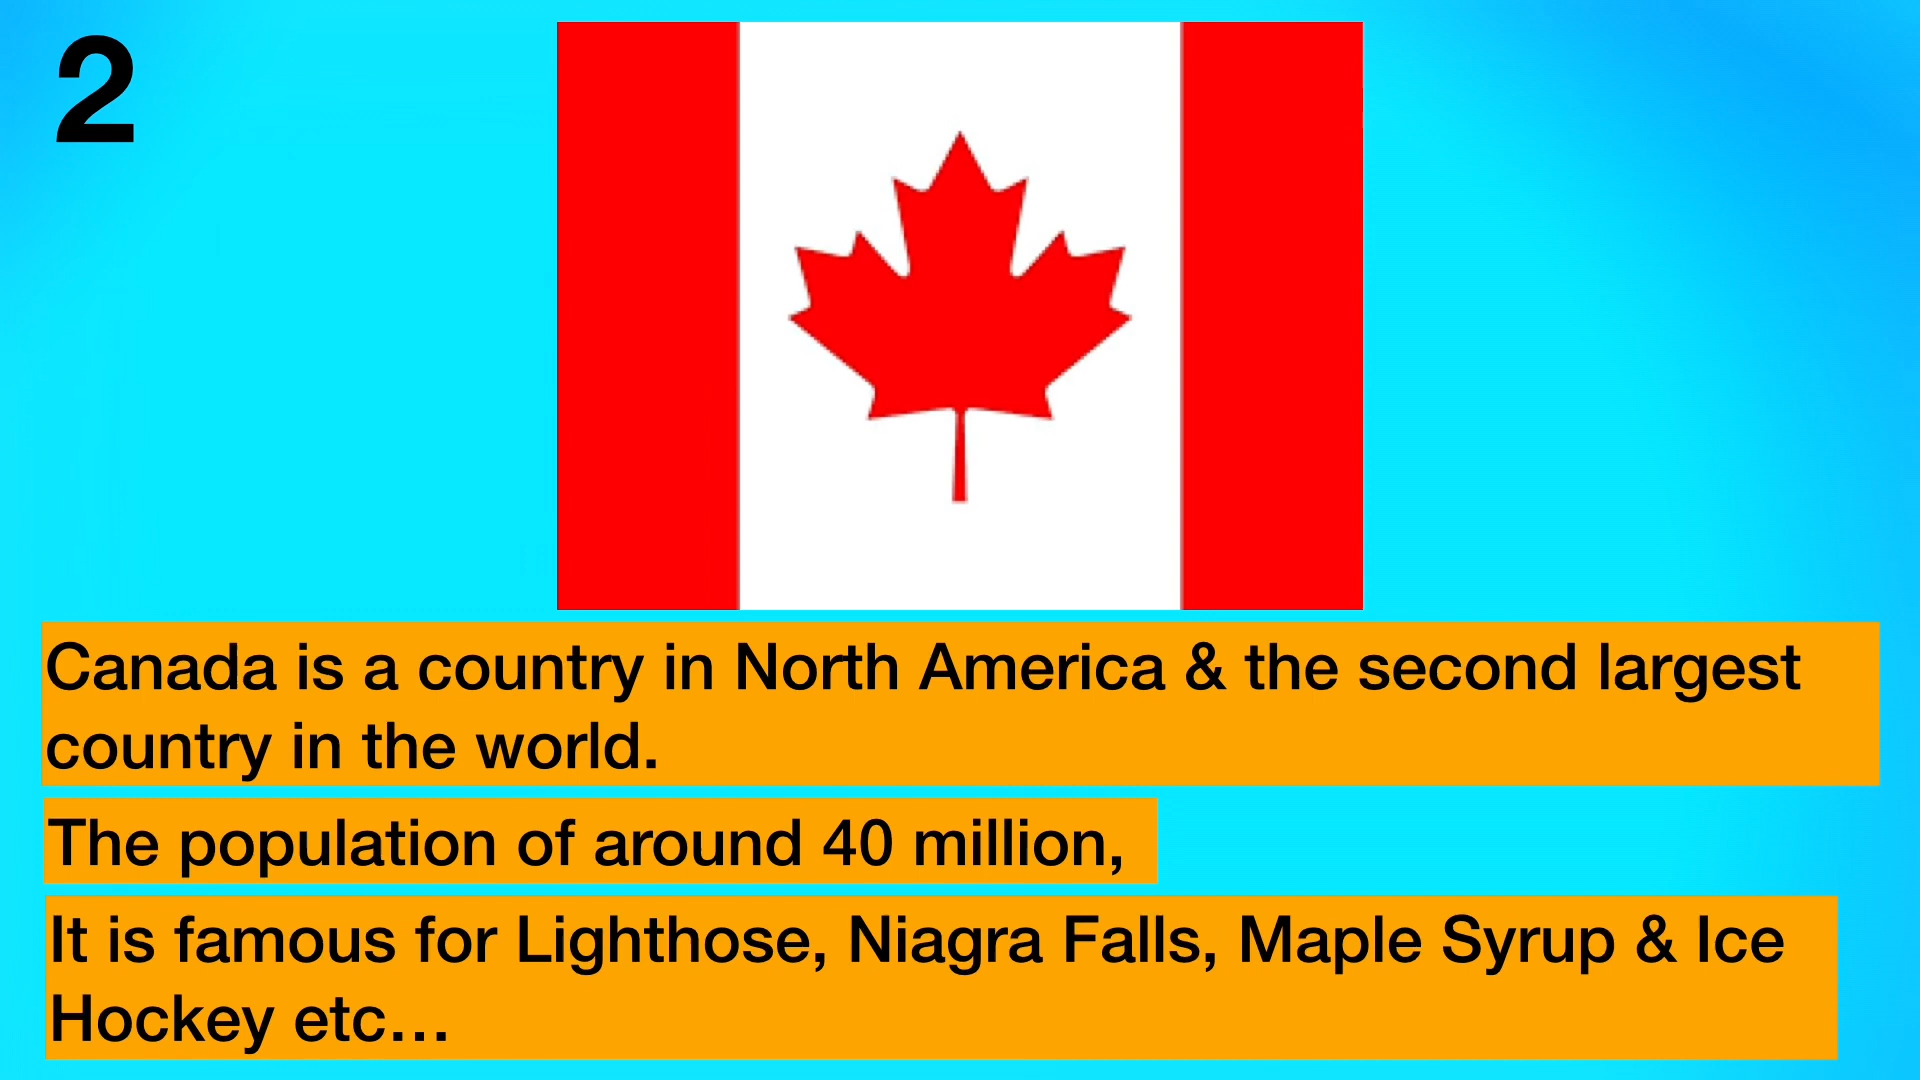 2
Canada is a country in North America & the second largest
country in the world.
The population of around 40 million,
It is famous for Lighthose, Niagra Falls, Maple Syrup & Ice
Hockey etc…